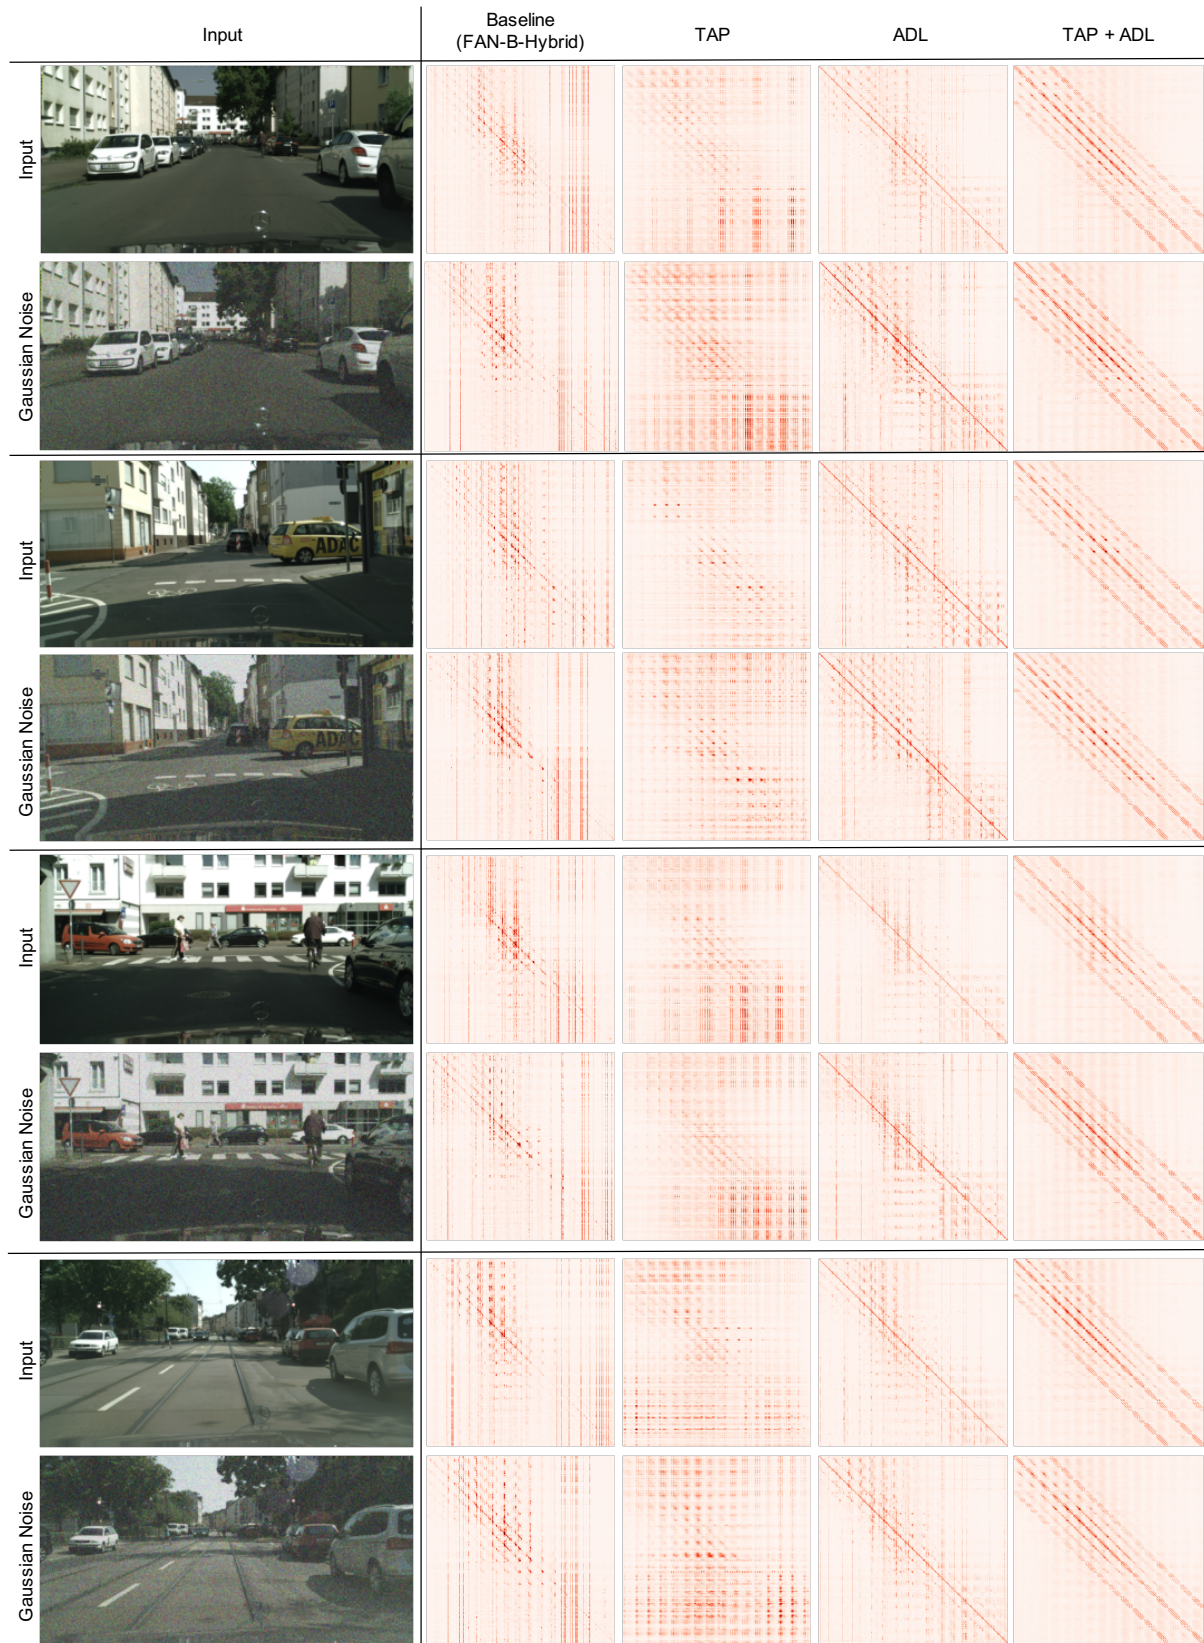 Input
Baseline
(FAN-B-Hybrid)
TAP
ADL
TAP + ADL
Input
Gaussian Noise
Input
ADAC
Gaussian Noise
ADAC
Input
Gaussian Noise
Input
Gaussian Noise